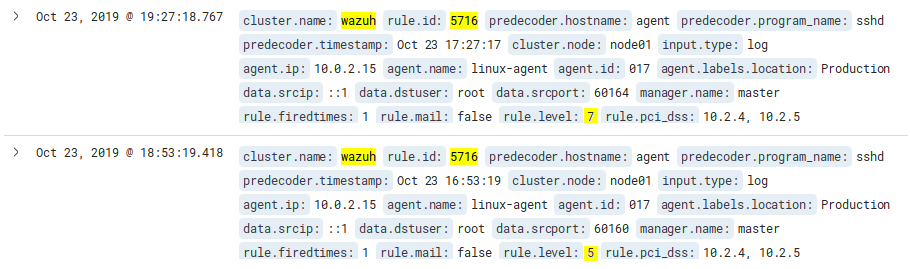 Oct 23, 2019 @ 19:27:18.767 cluster.name: wazuh rule.id: 5716 predecoder.hostname: agent predecoder.program_name: sshd
predecoder.timestamp: Oct 23 17:27:17 cluster.node: node01 input.type: log
agent.ip: 10.0.2.15 agent.name: linux-agent agent.id: 017 agent.labels.location: Production
data.srcip: ::1 data.dstuser: root data.srcport: 60164 manager.name: master
rule.firedtimes: 1 rule.mail: false rule.level: 7 rule.pci_dss: 10.2.4, 10.2.5
Oct 23, 2019 @ 18:53:19.418 cluster.name: wazuh rule.id: 5716 predecoder.hostname: agent predecoder.program_name: sshd
predecoder.timestamp: Oct 23 16:53:19 cluster.node: node01 input.type: log
agent.ip: 10.0.2.15 agent.name: linux-agent agent.id: 017 agent.labels.location: Production
data.srcip: ::1 data.dstuser: root data.srcport: 60160 manager.name: master
rule.firedtimes: 1 rule.mail: false rule.level: 5 rule.pci_dss: 10.2.4, 10.2.5